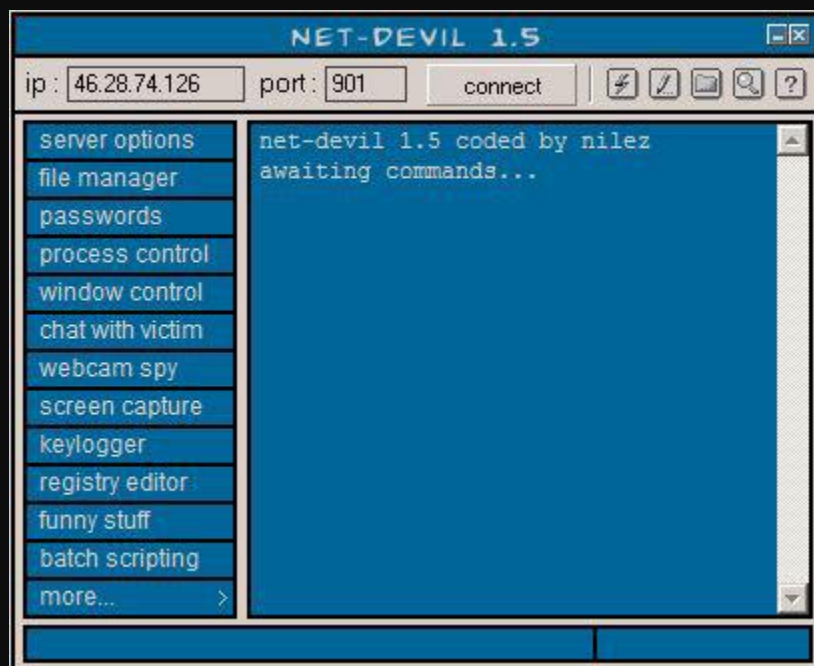 NET-DEVIL 1.5
ip : 46.28.74.126 port : 901 connect ?
server options
file manager
passwords
process control
window control
chat with victim
webcam spy
screen capture
keylogger
registry editor
funny stuff
batch scripting
more... >
net-devil 1.5 coded by nilez
awaiting commands...